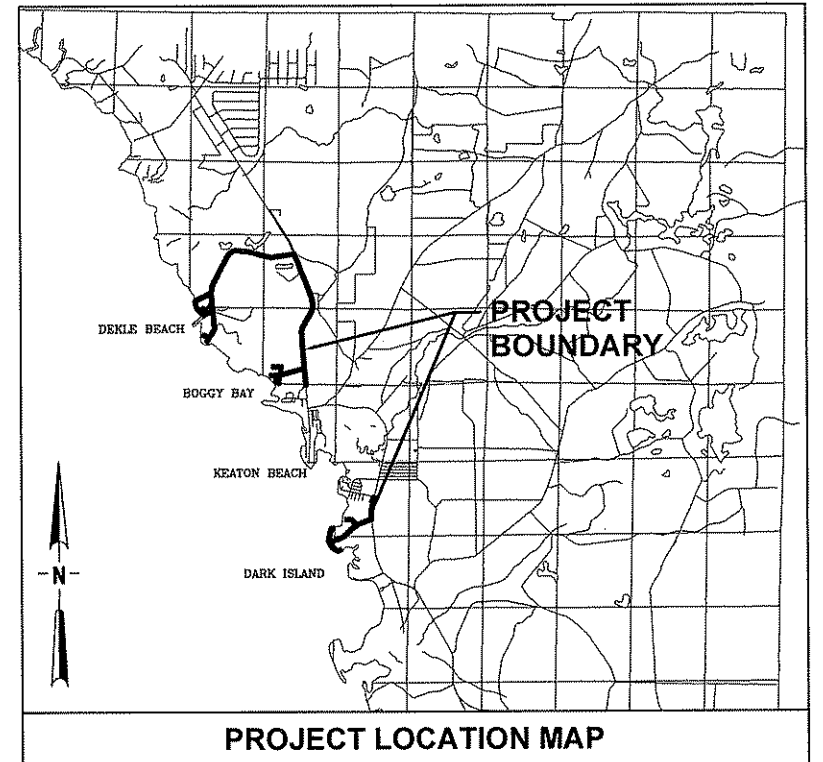 PROJECT
BOUNDARY
DEKLE BEACH
BOGGY BAY
KEATON BEACH
DARK ISLAND
-N-
PROJECT LOCATION MAP